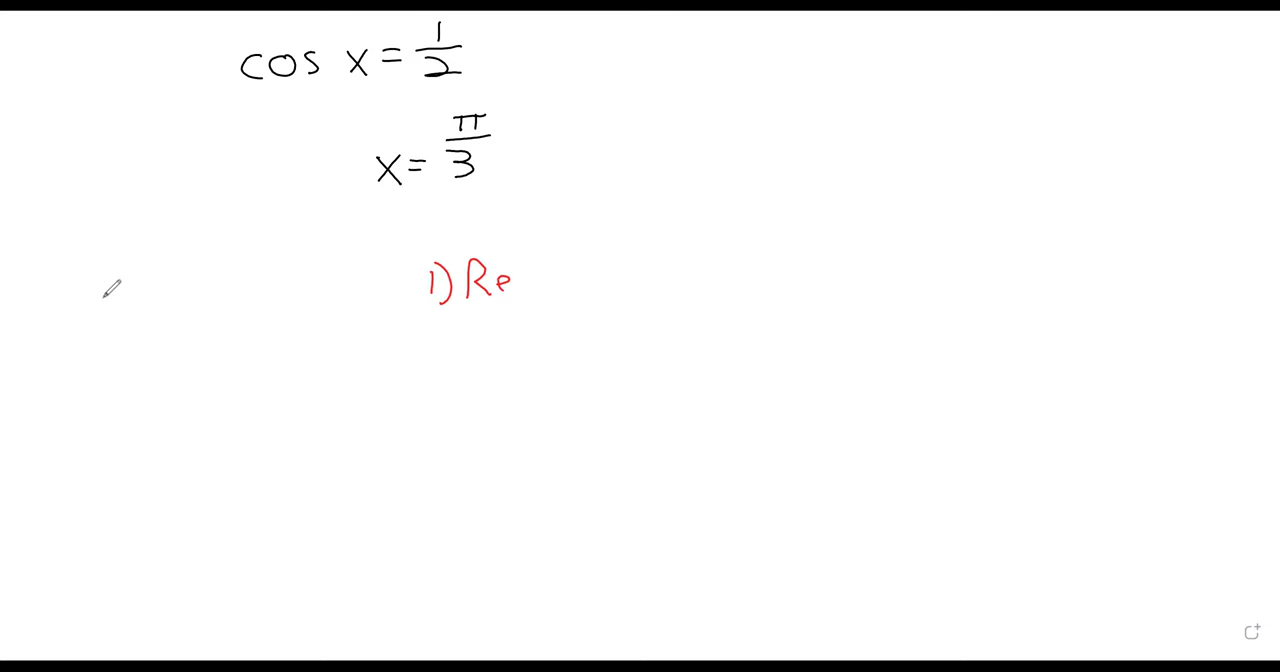 cos x = 1/2
x = π/3
1) Re